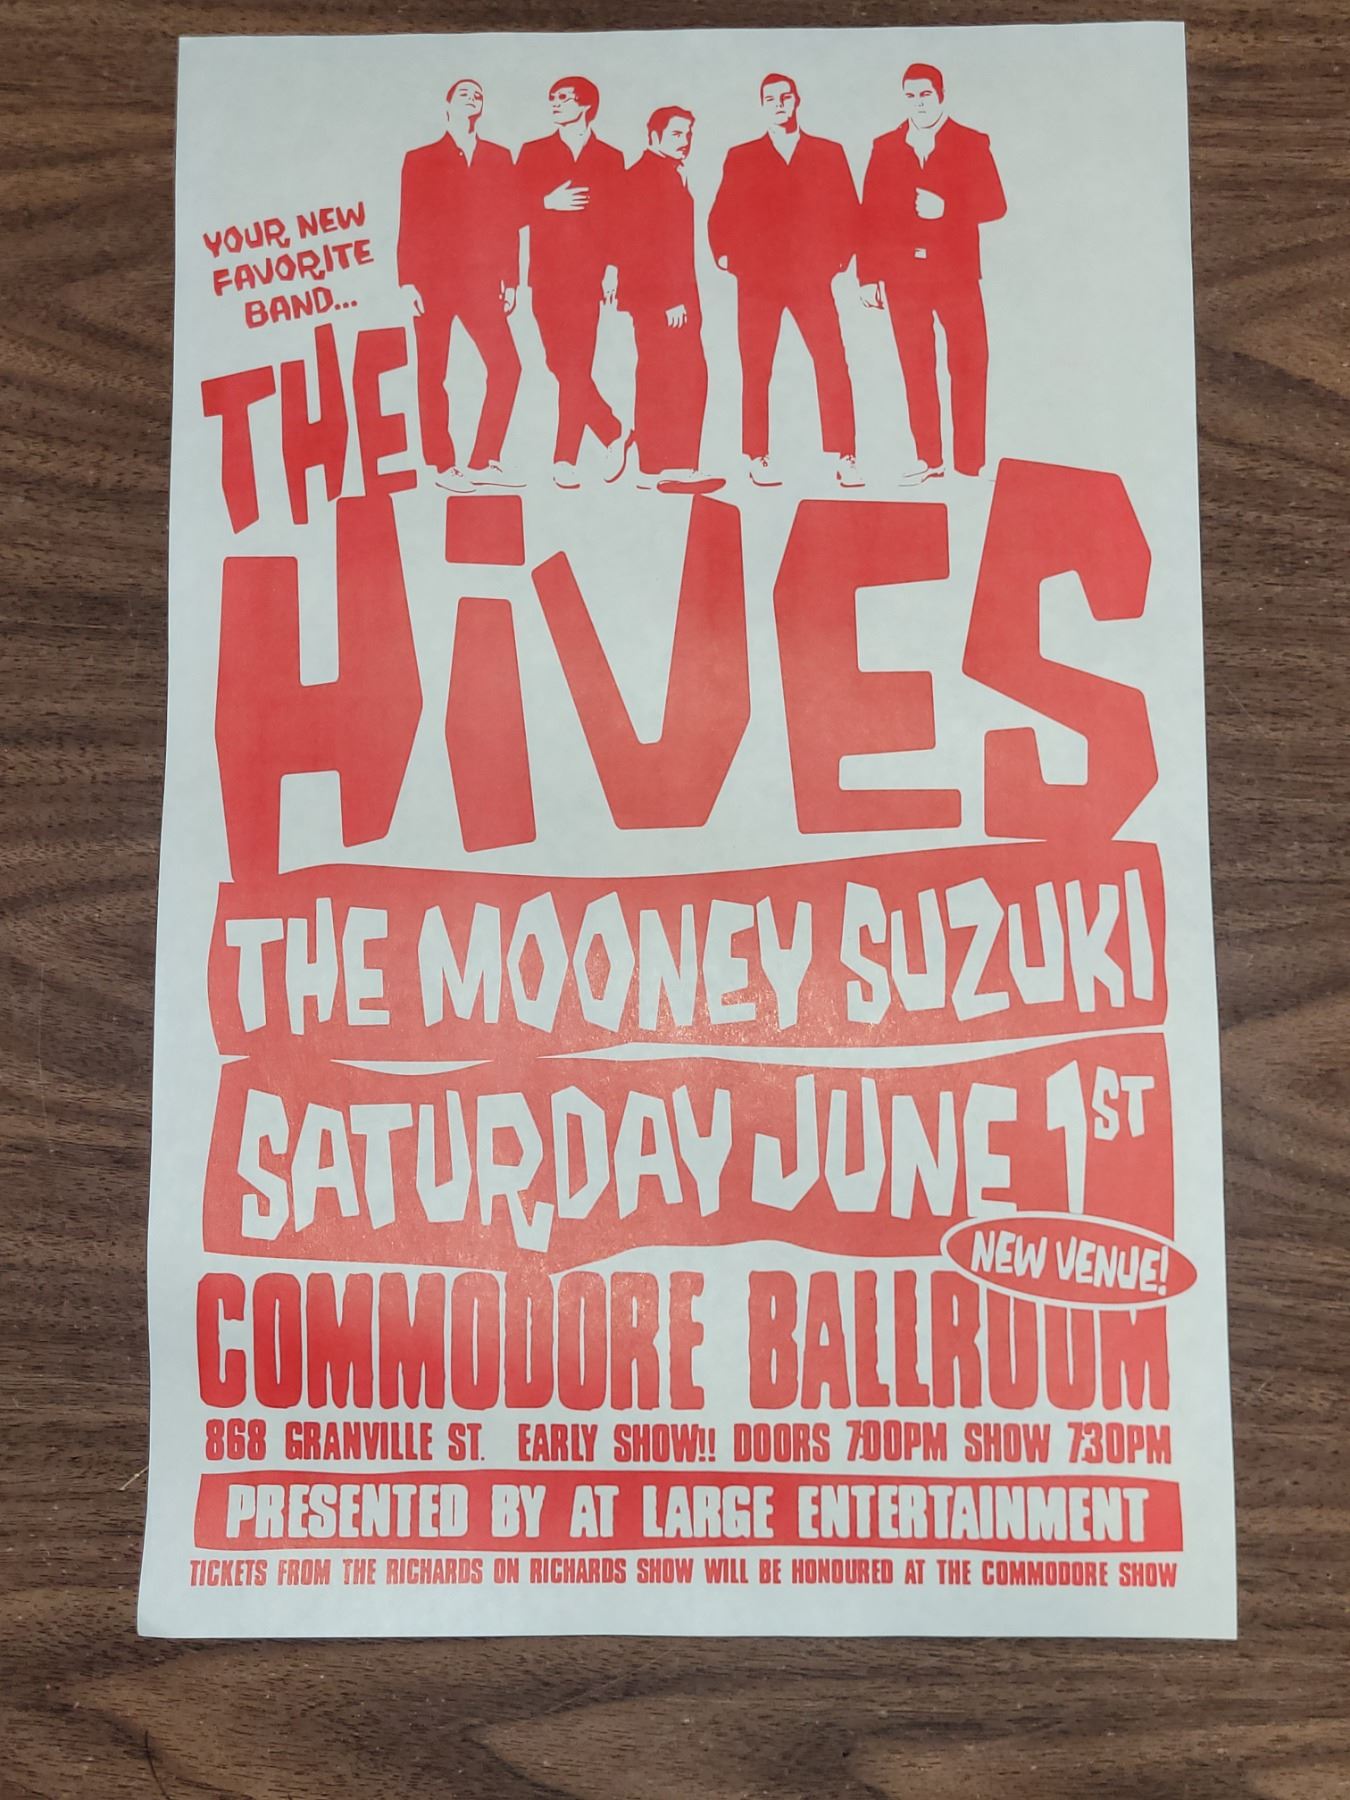 YOUR NEW
FAVORITE
BAND...
THE
HiVES
THE MOONEY SUZUKI
SATURDAY JUNE 1ST
NEW VENUE!
COMMODORE BALLROOM
868 GRANVILLE ST. EARLY SHOW!! DOORS 7:00PM SHOW 7:30PM
PRESENTED BY AT LARGE ENTERTAINMENT
TICKETS FROM THE RICHARDS ON RICHARDS SHOW WILL BE HONOURED AT THE COMMODORE SHOW